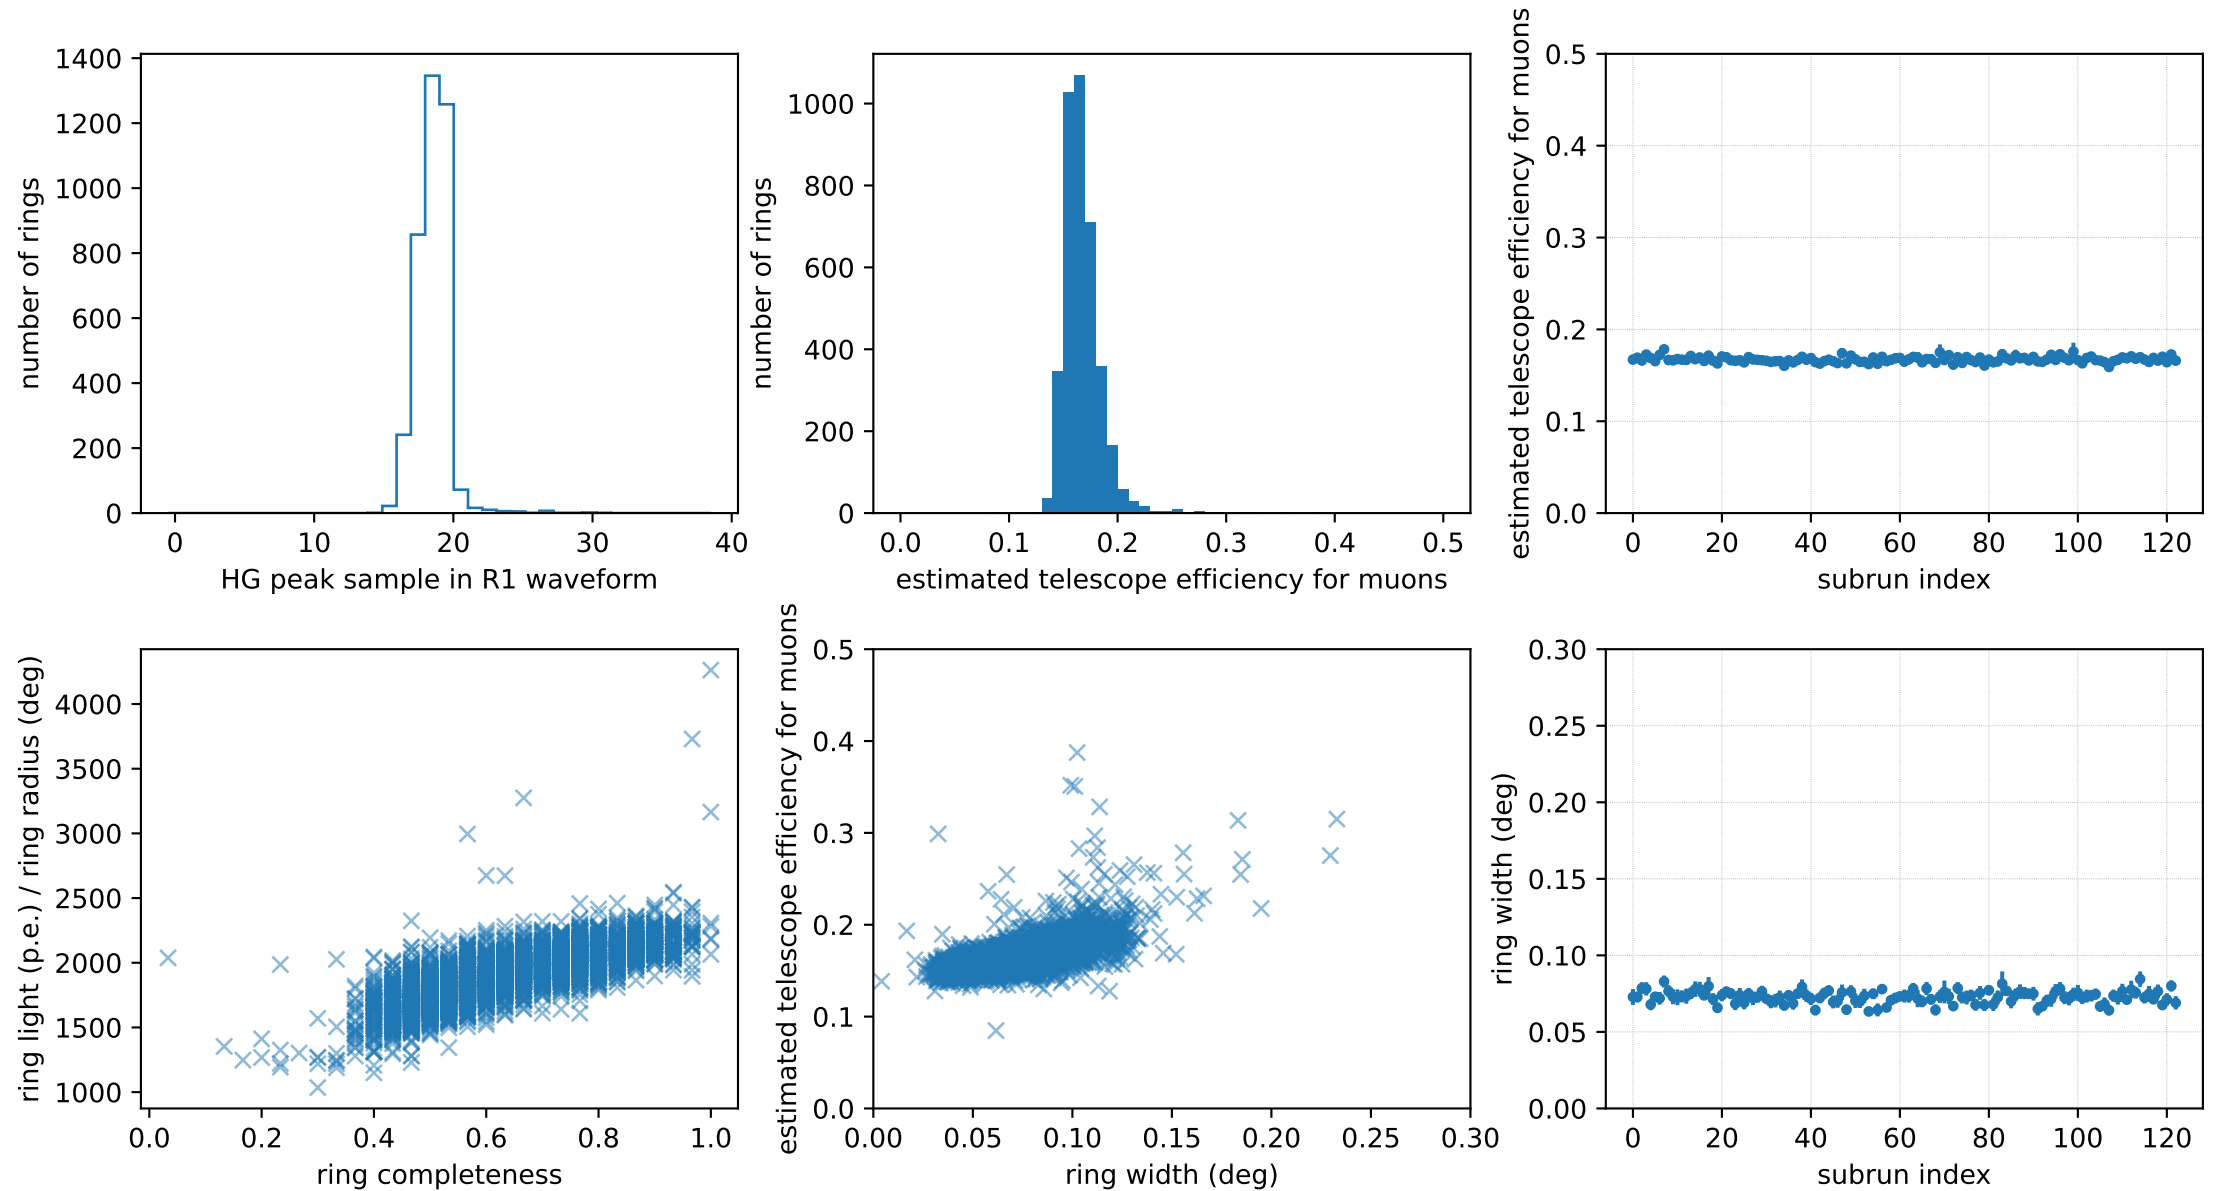 number of rings
1400
1200
1000
800
600
400
200
0
0 10 20 30 40
HG peak sample in R1 waveform
number of rings
1000
800
600
400
200
0
0.0 0.1 0.2 0.3 0.4 0.5
estimated telescope efficiency for muons
estimated telescope efficiency for muons
0.5
0.4
0.3
0.2
0.1
0.0
0 20 40 60 80 100 120
subrun index
ring light (p.e.) / ring radius (deg)
4000
3500
3000
2500
2000
1500
1000
0.0 0.2 0.4 0.6 0.8 1.0
ring completeness
estimated telescope efficiency for muons
0.5
0.4
0.3
0.2
0.1
0.0
0.00 0.05 0.10 0.15 0.20 0.25 0.30
ring width (deg)
ring width (deg)
0.30
0.25
0.20
0.15
0.10
0.05
0.00
0 20 40 60 80 100 120
subrun index